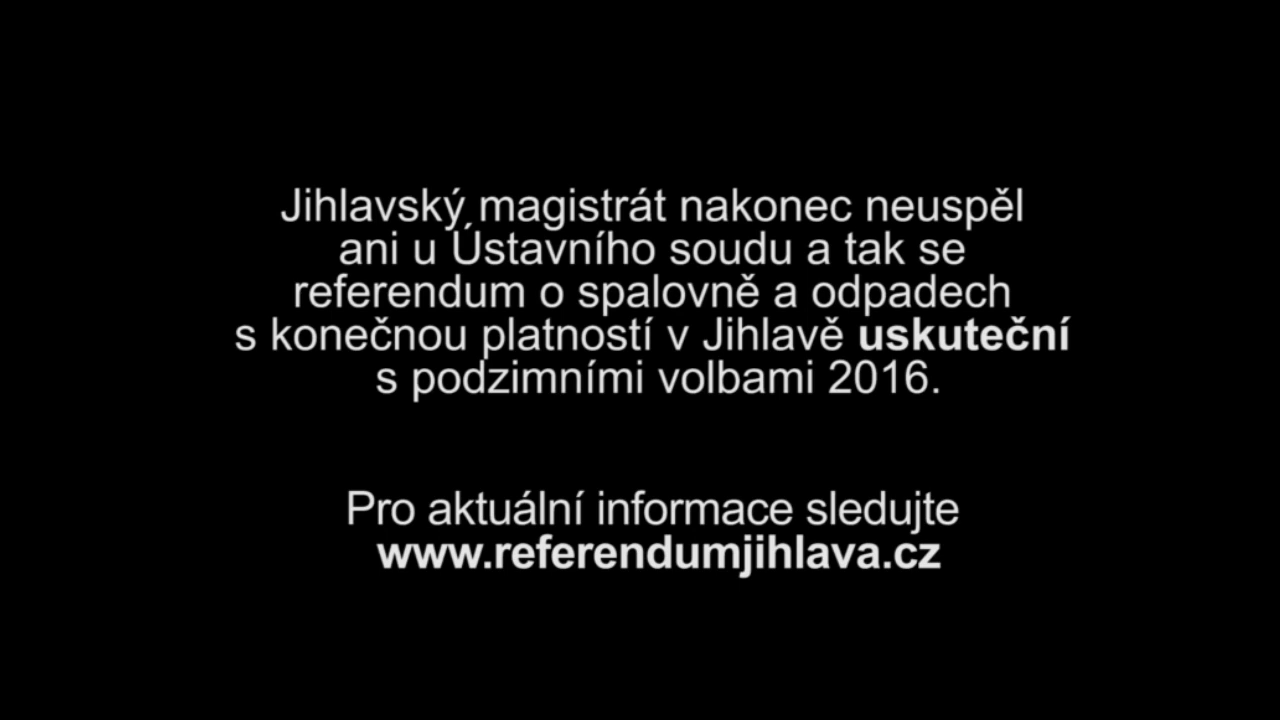 Jihlavský magistrát nakonec neuspěl
ani u Ústavního soudu a tak se
referendum o spalovně a odpadech
s konečnou platností v Jihlavě uskuteční
s podzimními volbami 2016.
Pro aktuální informace sledujte
www.referendumjihlava.cz